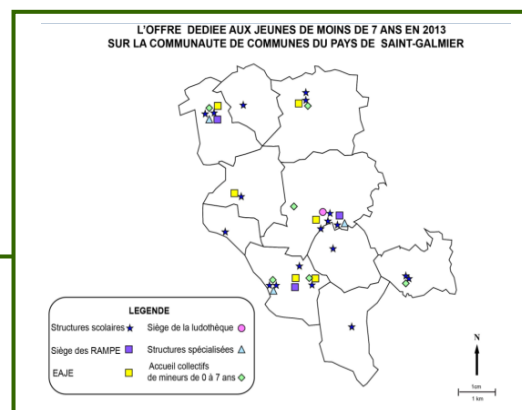 L'OFFRE DEDIEE AUX JEUNES DE MOINS DE 7 ANS EN 2013
SUR LA COMMUNAUTE DE COMMUNES DU PAYS DE SAINT-GALMIER
LEGENDE
Structures scolaires
Siège de la ludothéque
Siège des RAMPE
Structures spécialisées
EAJE
Accueil collectifs
de mineurs de 0 à 7 ans
N
1cm
1 km